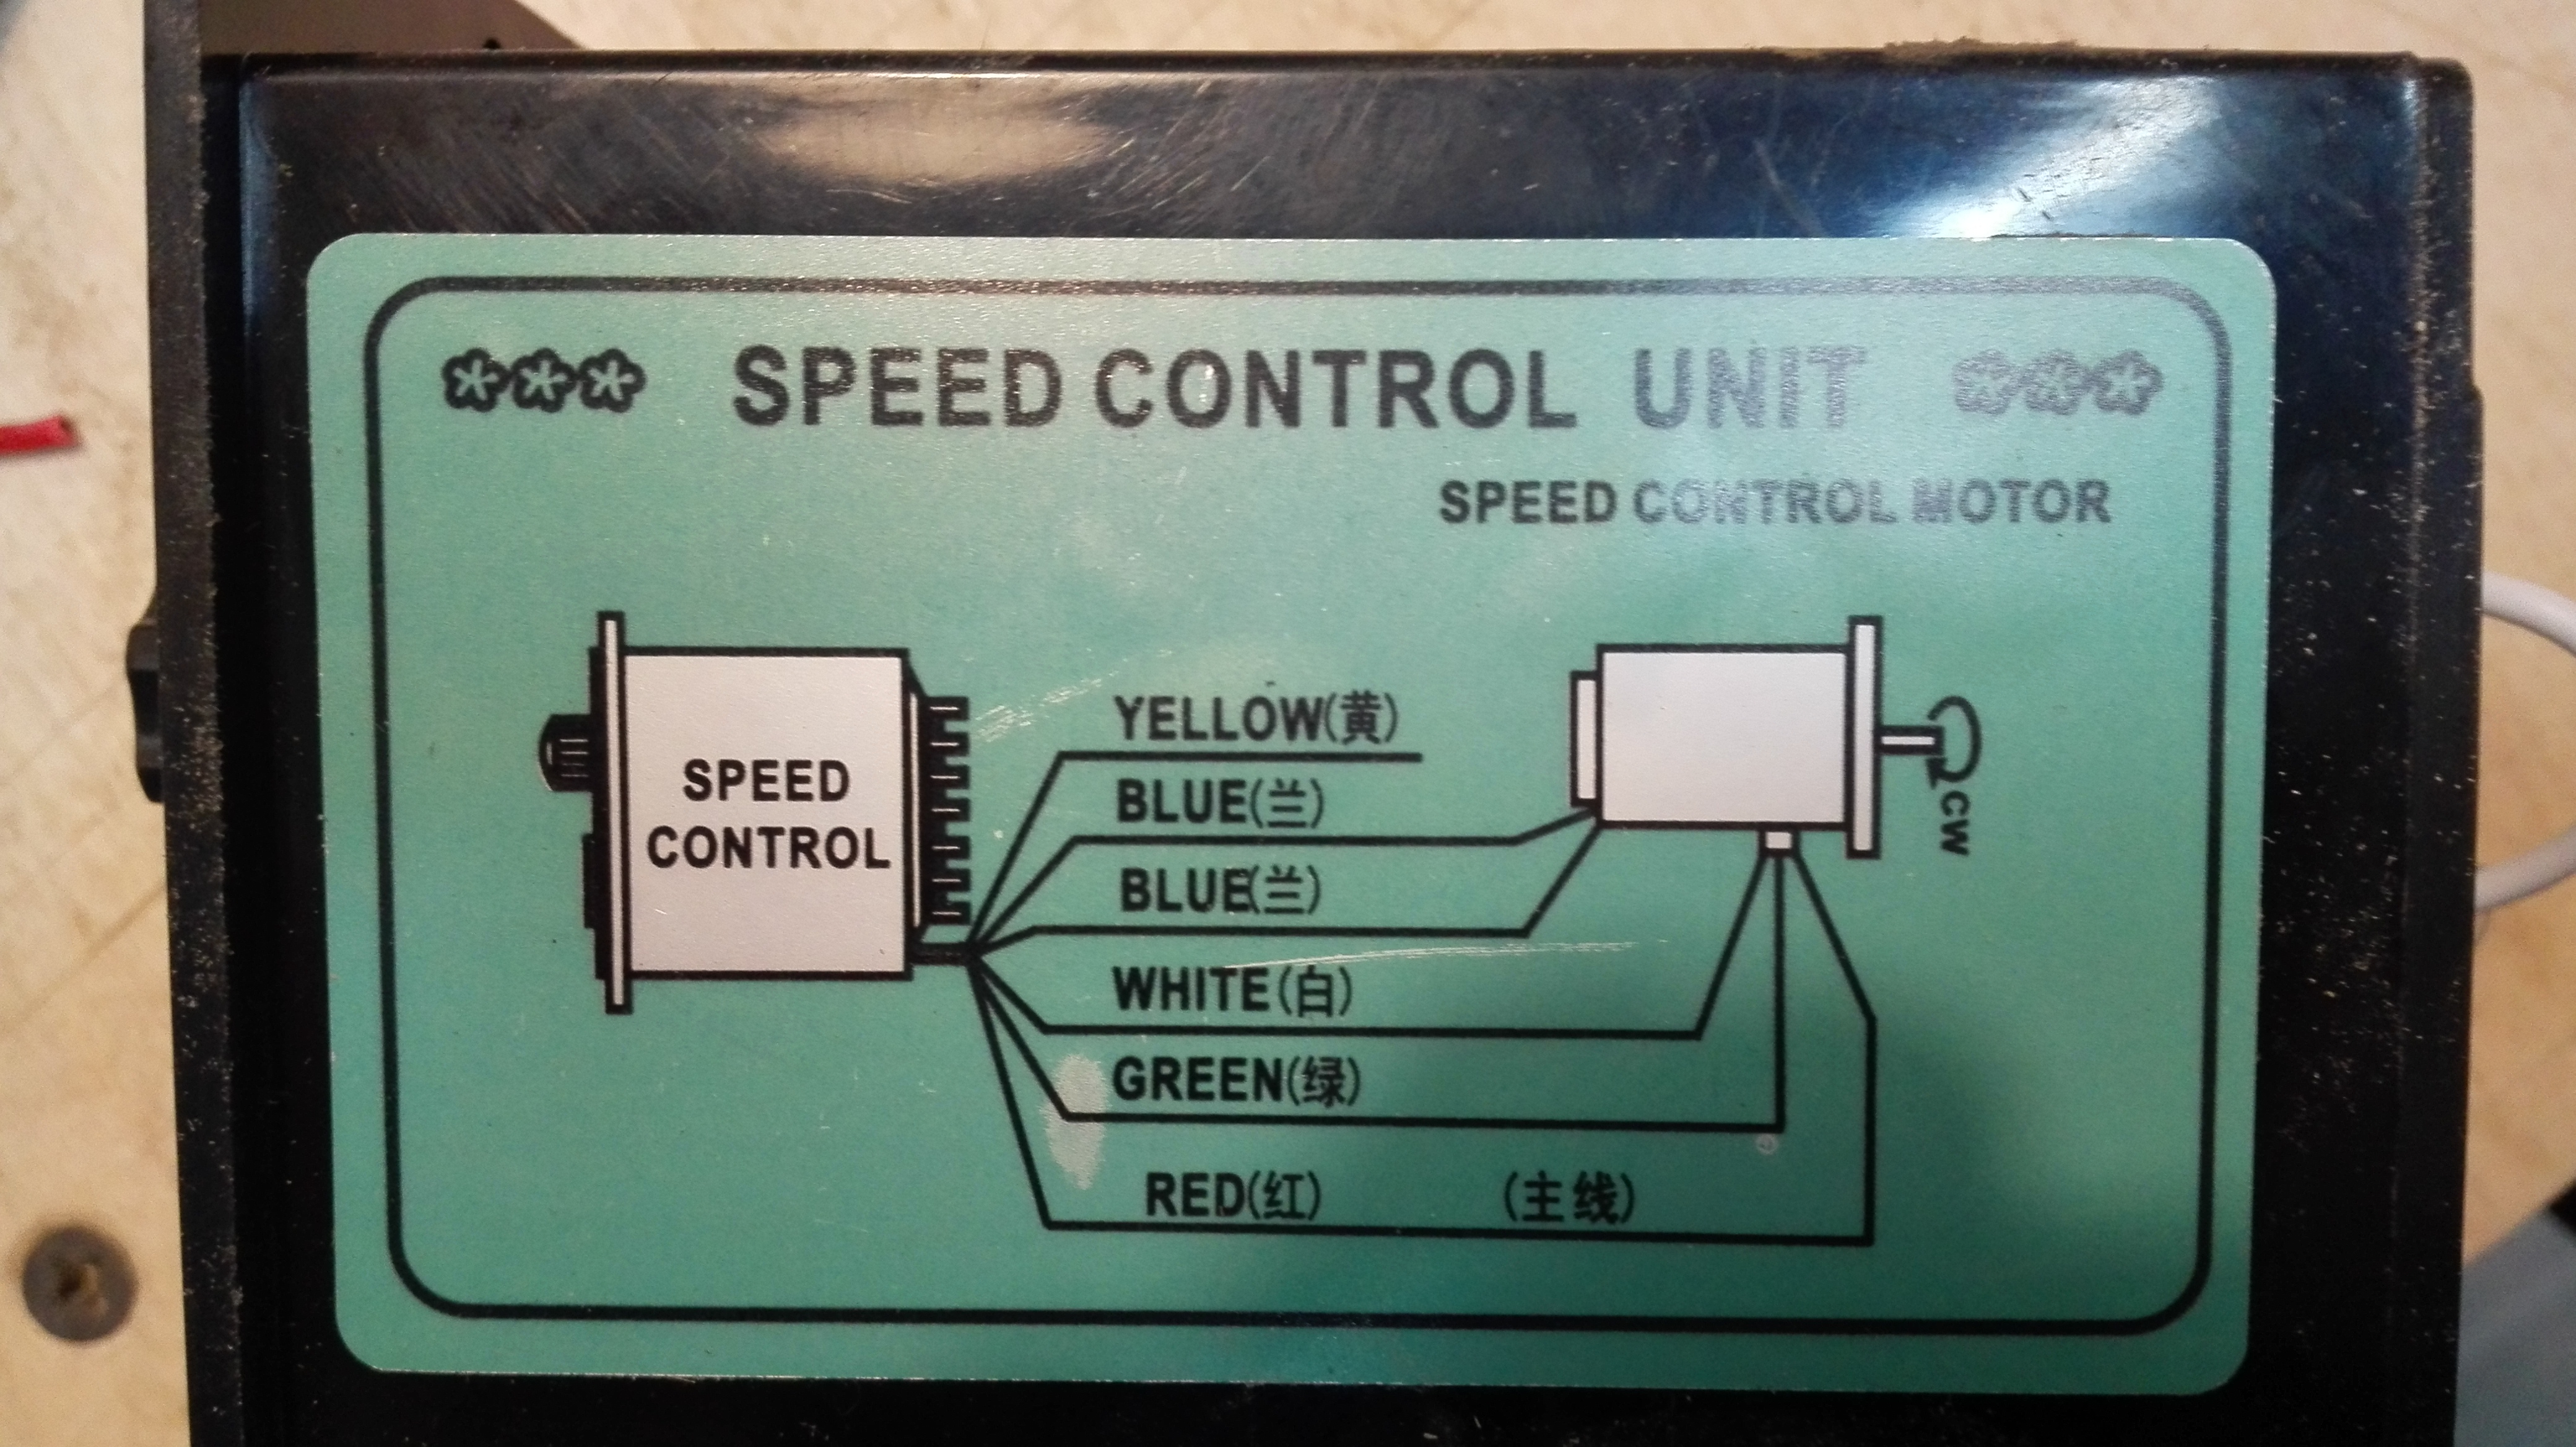 *** SPEED CONTROL UNIT ***
SPEED CONTROL MOTOR
SPEED
CONTROL
YELLOW(黄)
BLUE(兰)
BLUE(兰)
WHITE(白)
GREEN(绿)
RED(红) (主线)
CW